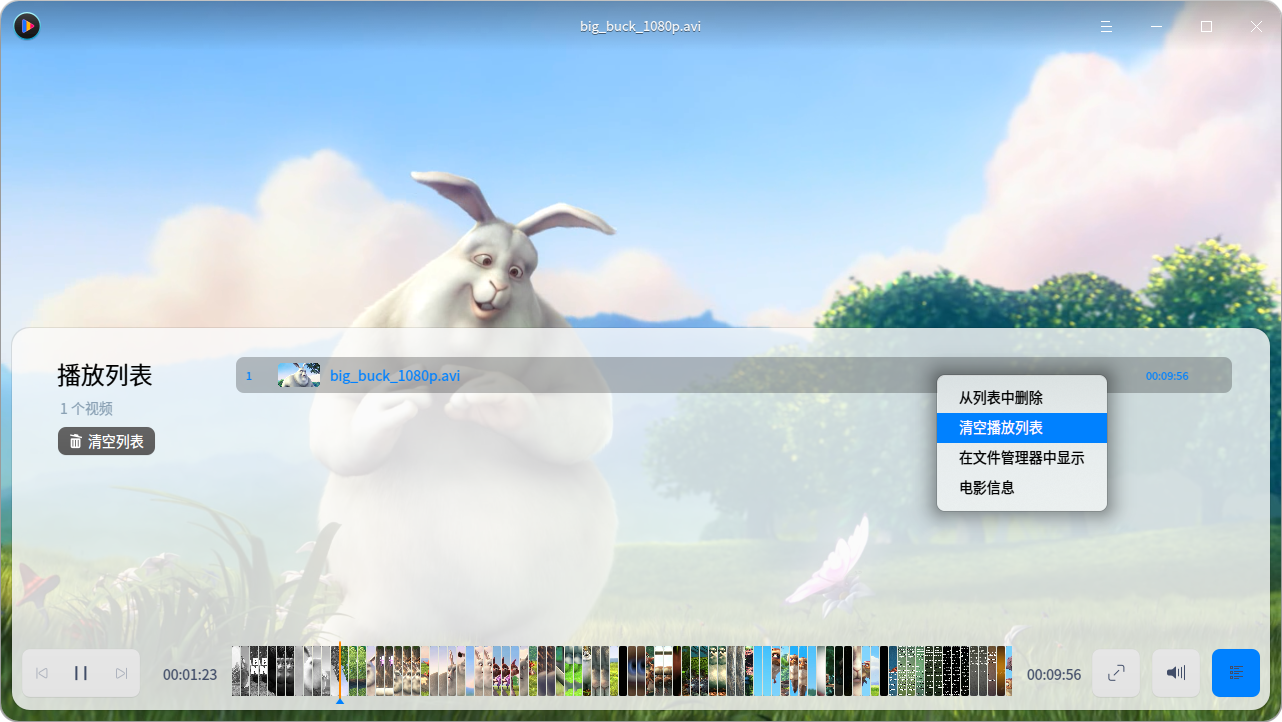 big_buck_1080p.avi
播放列表
1 个视频
清空列表
1 big_buck_1080p.avi 00:09:56
从列表中删除
清空播放列表
在文件管理器中显示
电影信息
00:01:23 00:09:56